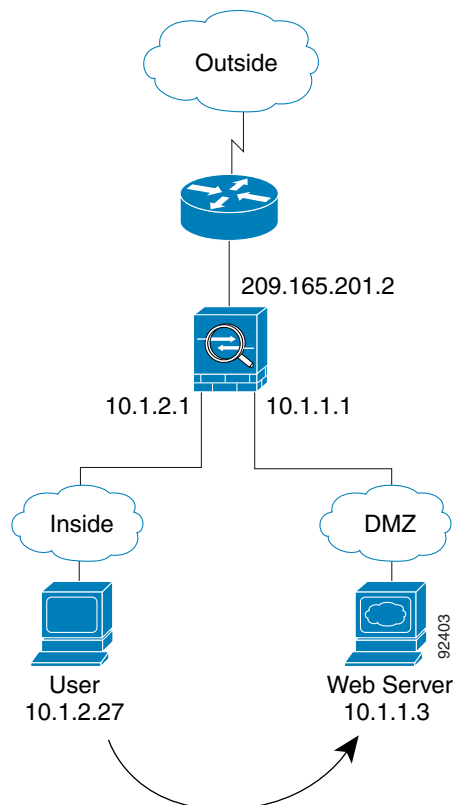 Outside
209.165.201.2
10.1.2.1
10.1.1.1
Inside
DMZ
92403
User
10.1.2.27
Web Server
10.1.1.3